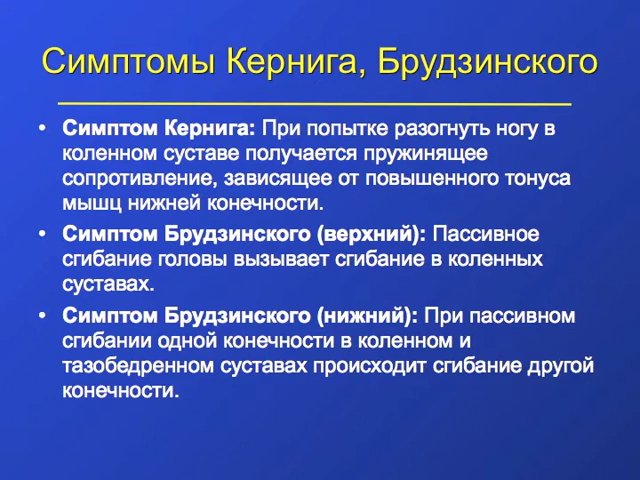 Симптомы Кернига, Брудзинского
• Симптом Кернига: При попытке разогнуть ногу в
коленном суставе получается пружинящее
сопротивление, зависящее от повышенного тонуса
мышц нижней конечности.
• Симптом Брудзинского (верхний): Пассивное
сгибание головы вызывает сгибание в коленных
суставах.
• Симптом Брудзинского (нижний): При пассивном
сгибании одной конечности в коленном и
тазобедренном суставах происходит сгибание другой
конечности.